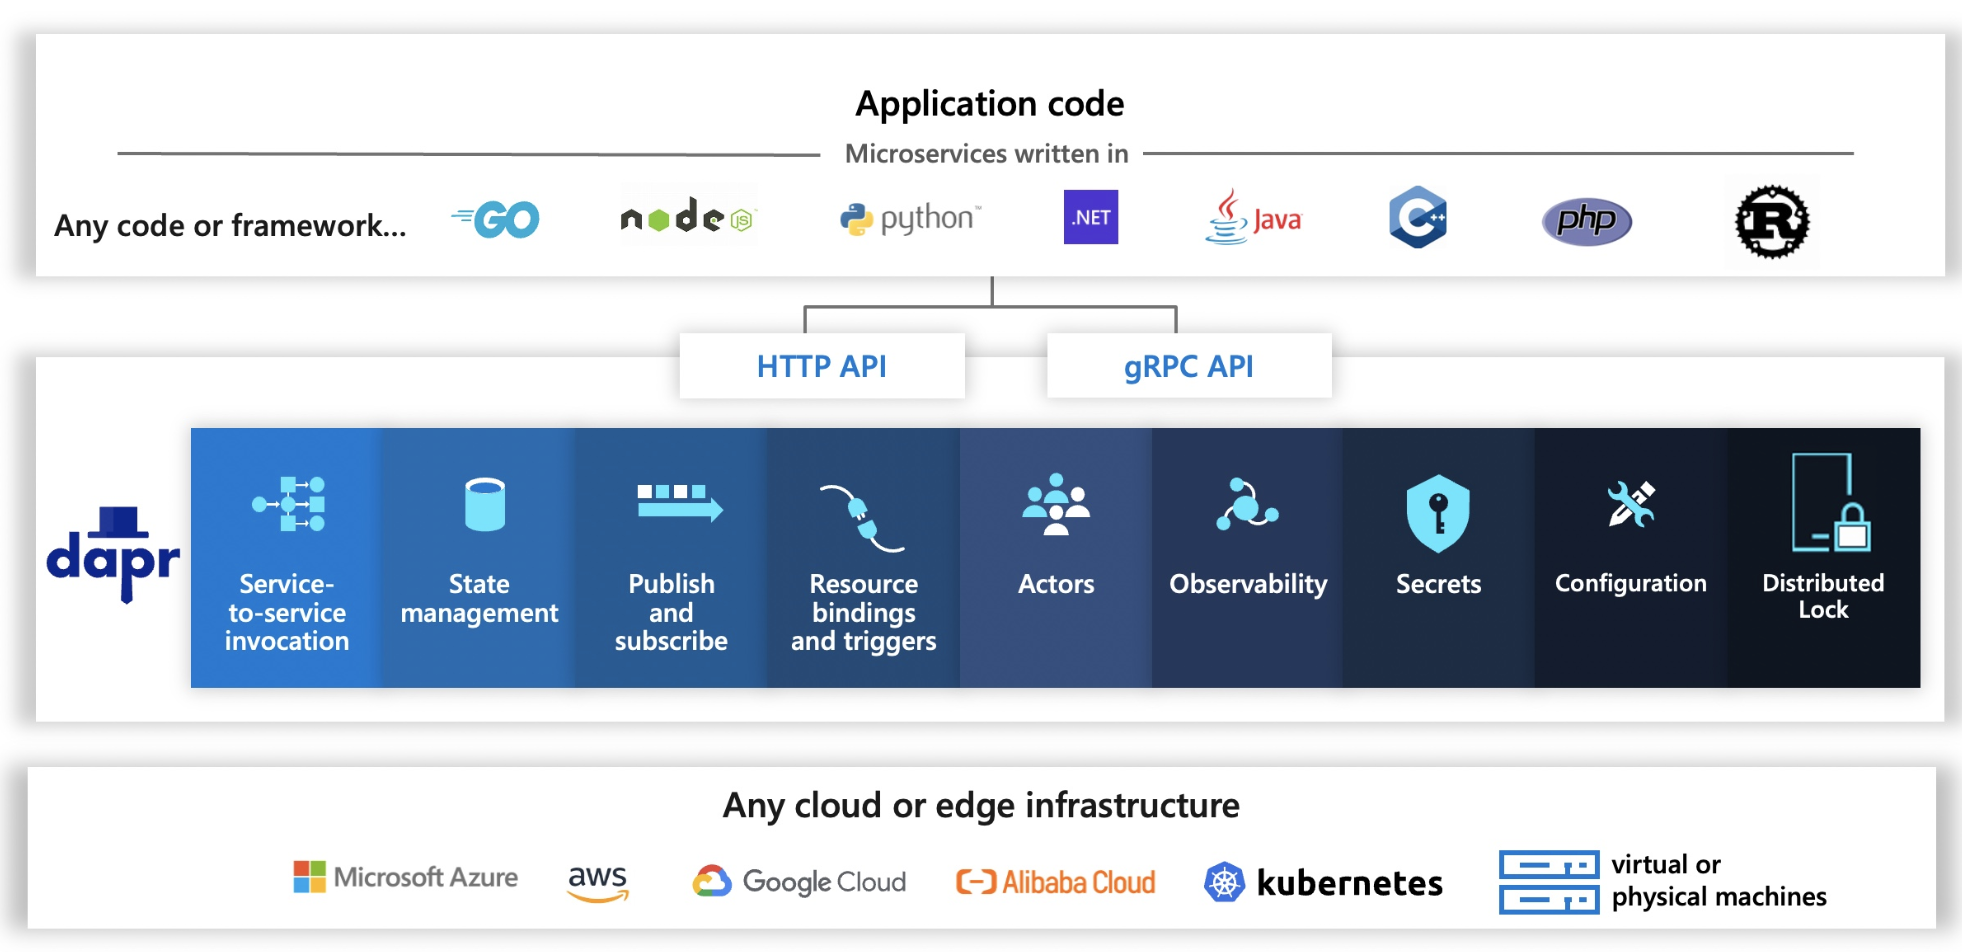 Application code
Microservices written in
Any code or framework...
GO
node JS
python™
.NET
Java
C++
php
R
HTTP API
gRPC API
dapr
Service-
to-service
invocation
State
management
Publish
and
subscribe
Resource
bindings
and triggers
Actors
Observability
Secrets
Configuration
Distributed
Lock
Any cloud or edge infrastructure
Microsoft Azure
aws
Google Cloud
Alibaba Cloud
kubernetes
virtual or
physical machines